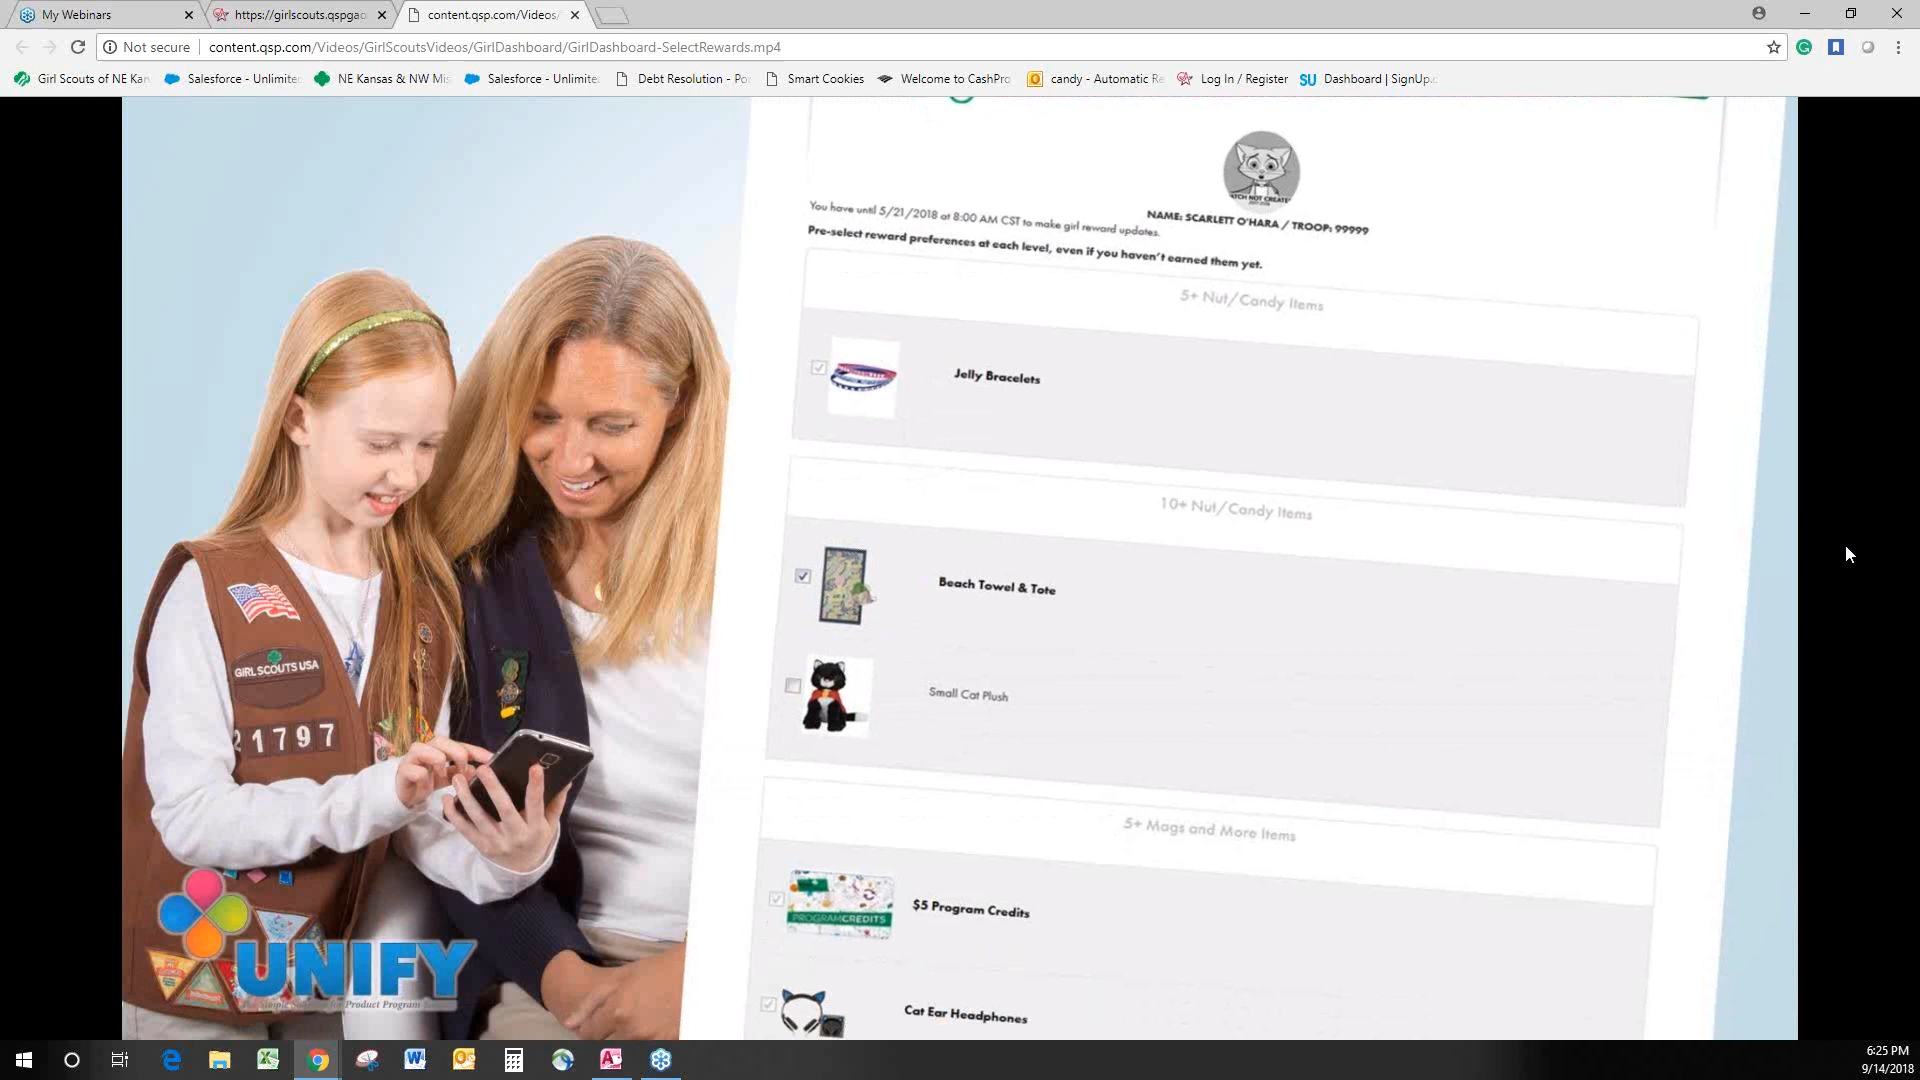 My Webinars
https://girlscouts.qspgao
content.qsp.com/Videos/
Not secure
content.qsp.com/Videos/GirlScoutsVideos/GirlDashboard/GirlDashboard-SelectRewards.mp4
Girl Scouts of NE Kan
Salesforce - Unlimite
NE Kansas & NW Mis
Salesforce - Unlimite
Debt Resolution - Po
Smart Cookies
Welcome to CashPro
candy - Automatic Re
Log In / Register
SU
Dashboard | SignUp.
NAME: SCARLETT O'HARA / TROOP: 99999
You have until 5/21/2018 at 8:00 AM CST to make girl reward updates.
Pre-select reward preferences at each level, even if you haven't earned them yet.
5+ Nut/Candy Items
Jelly Bracelets
10+ Nut/Candy Items
Beach Towel & Tote
Small Cat Plush
5+ Mags and More Items
PROGRAMCREDITS
$5 Program Credits
Cat Ear Headphones
GIRL SCOUTS USA
21797
UNIFY
for Product Program
6:25 PM
9/14/2018